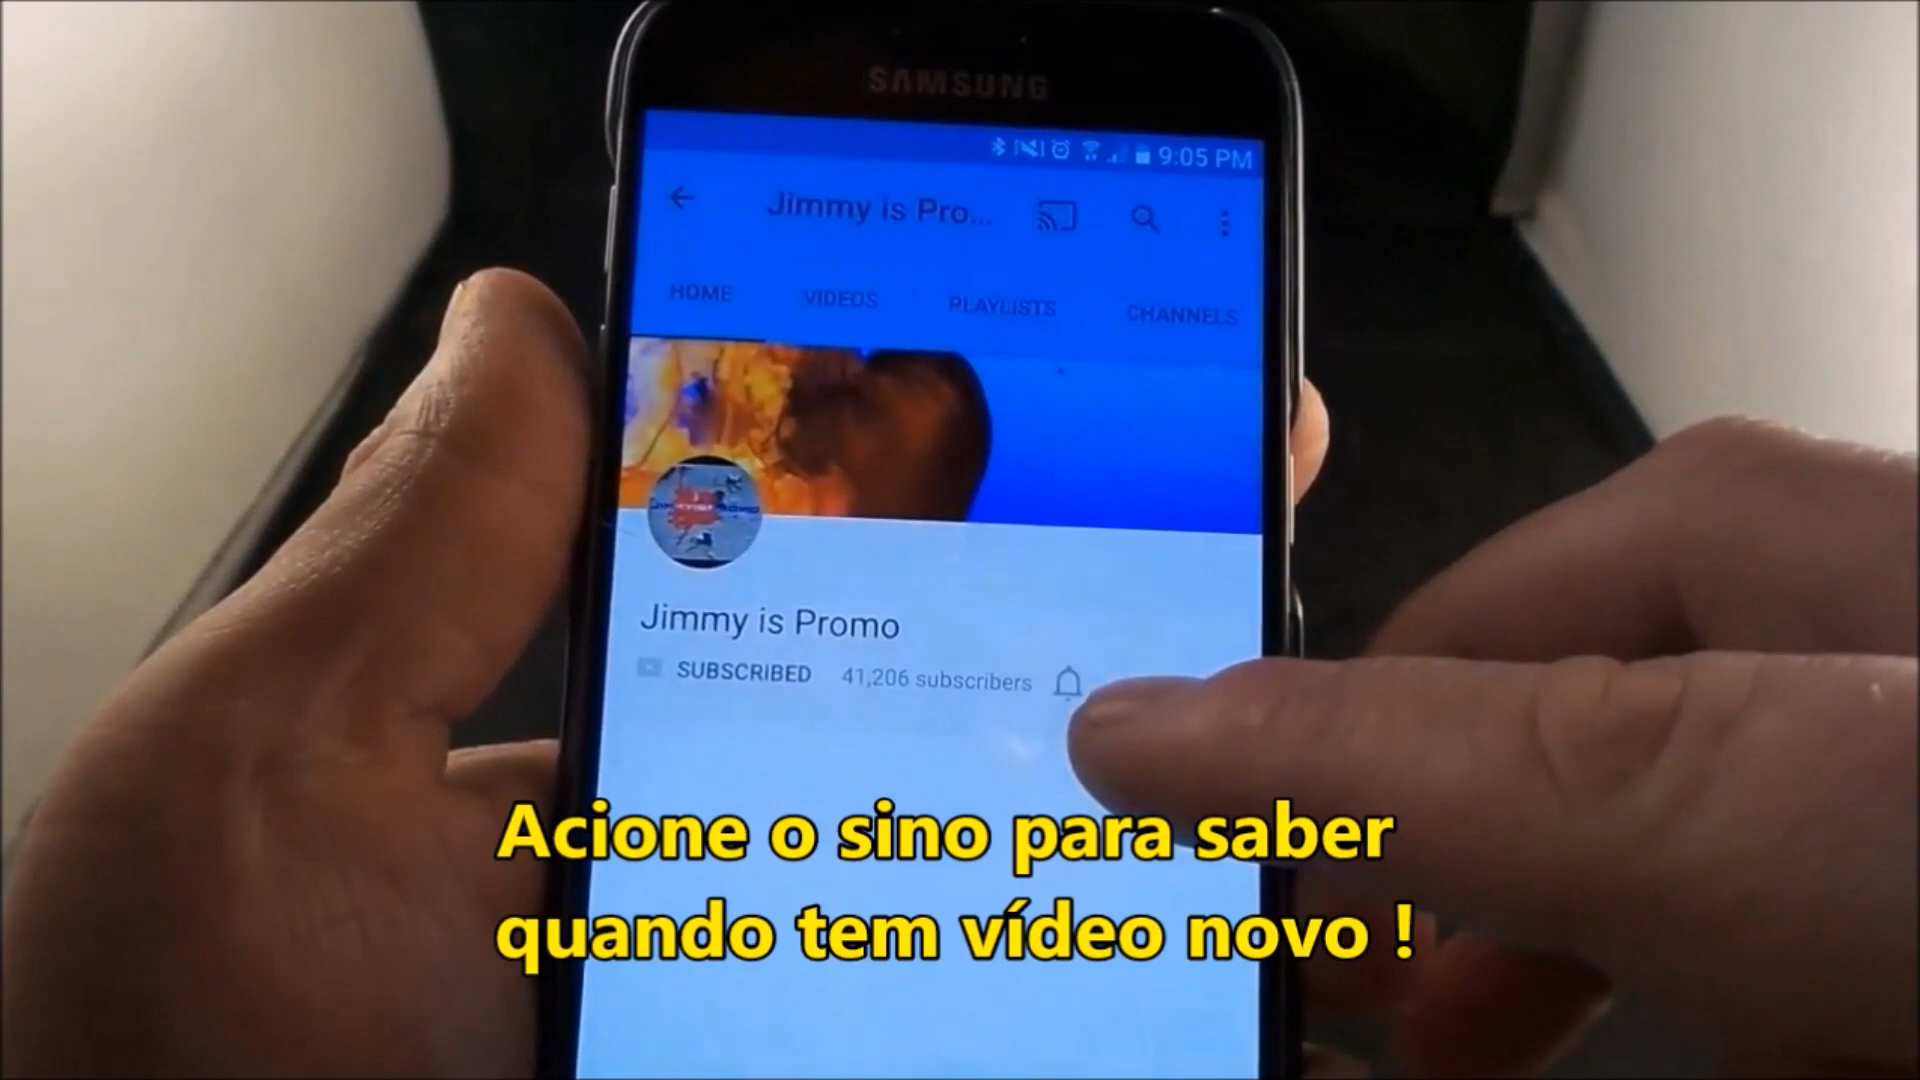 SAMSUNG
9:05 PM
Jimmy is Pro...
HOME VIDEOS PLAYLISTS CHANNELS
Jimmy is Promo
SUBSCRIBED 41,206 subscribers
Acione o sino para saber
quando tem vídeo novo !